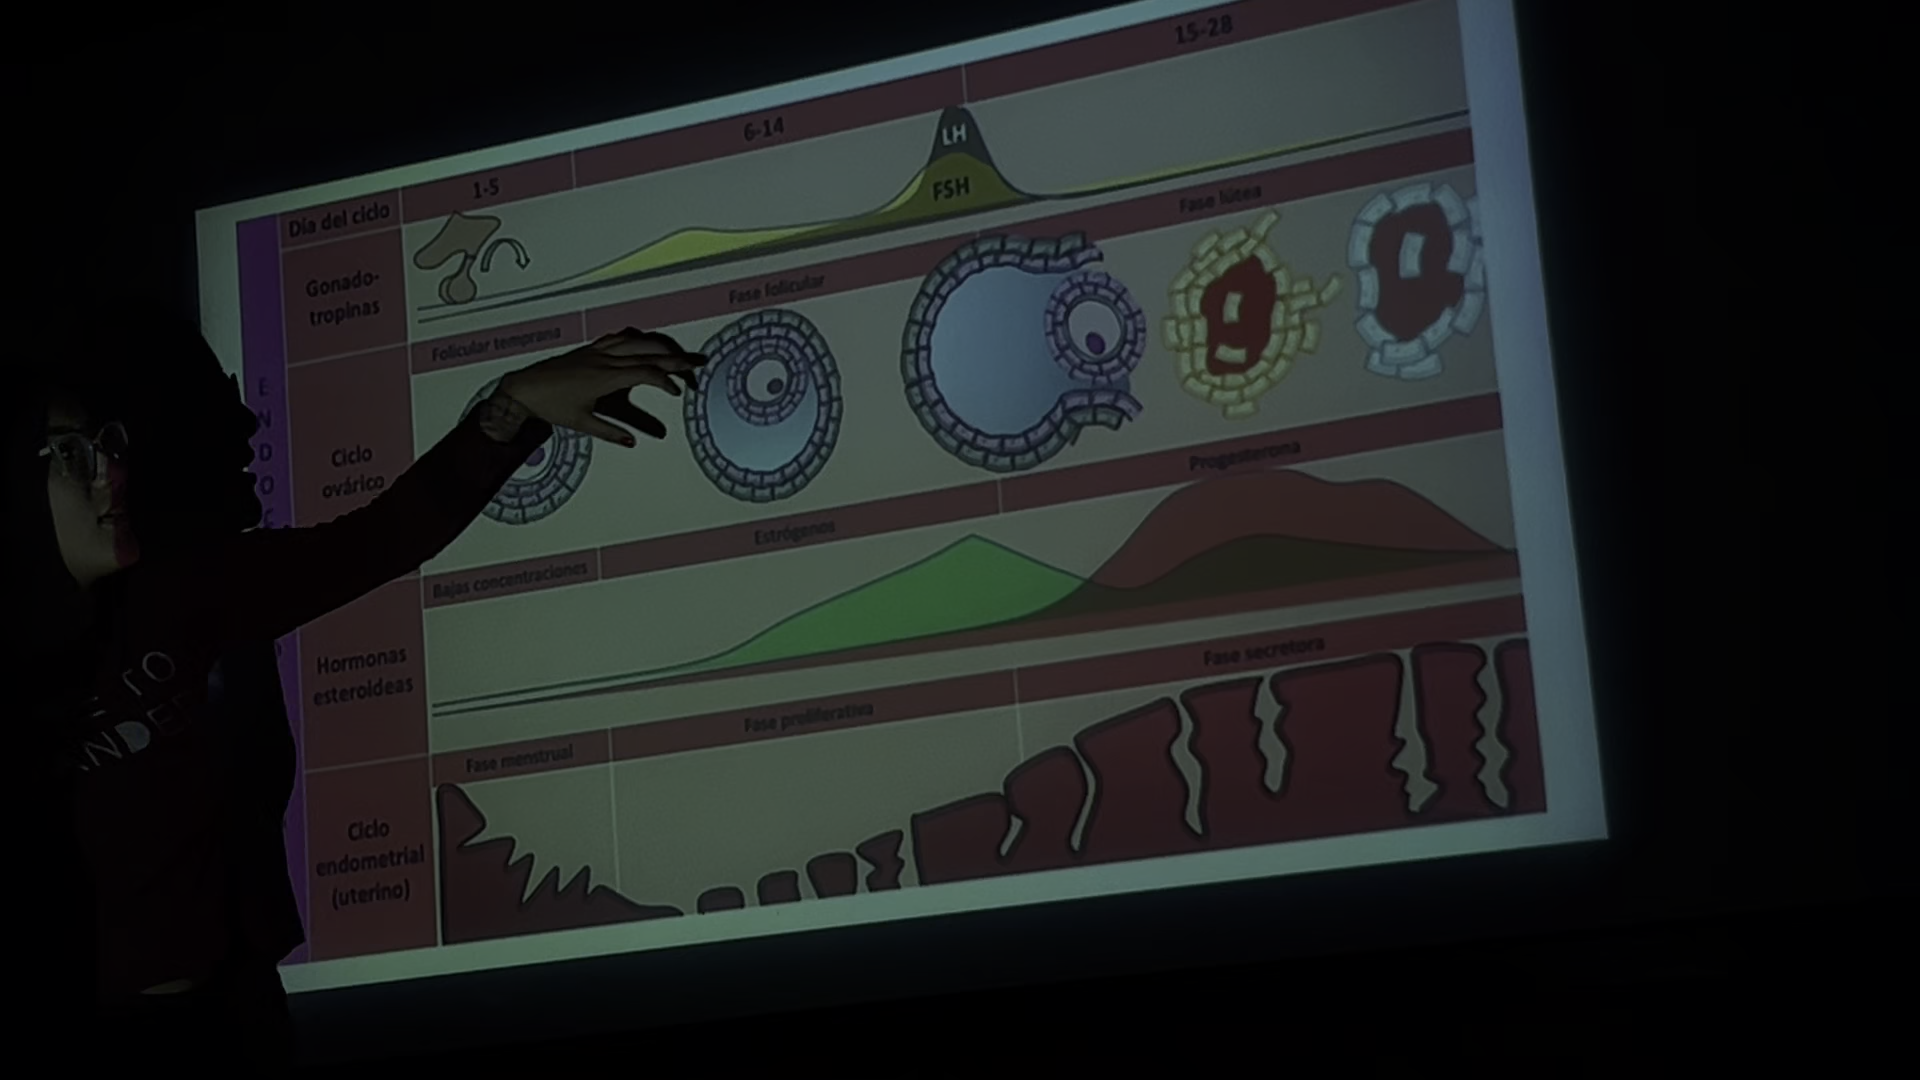 15-28
6-14
1-5
Día del ciclo
LH
FSH
Gonado-
tropinas
Fase lútea
Fase folicular
Folicular temprana
E
N
D
O
Ciclo
ovárico
Progesterona
Estrógenos
Bajas concentraciones
Hormonas
esteroideas
Fase secretora
Fase proliferativa
Fase menstrual
Ciclo
endometrial
(uterino)